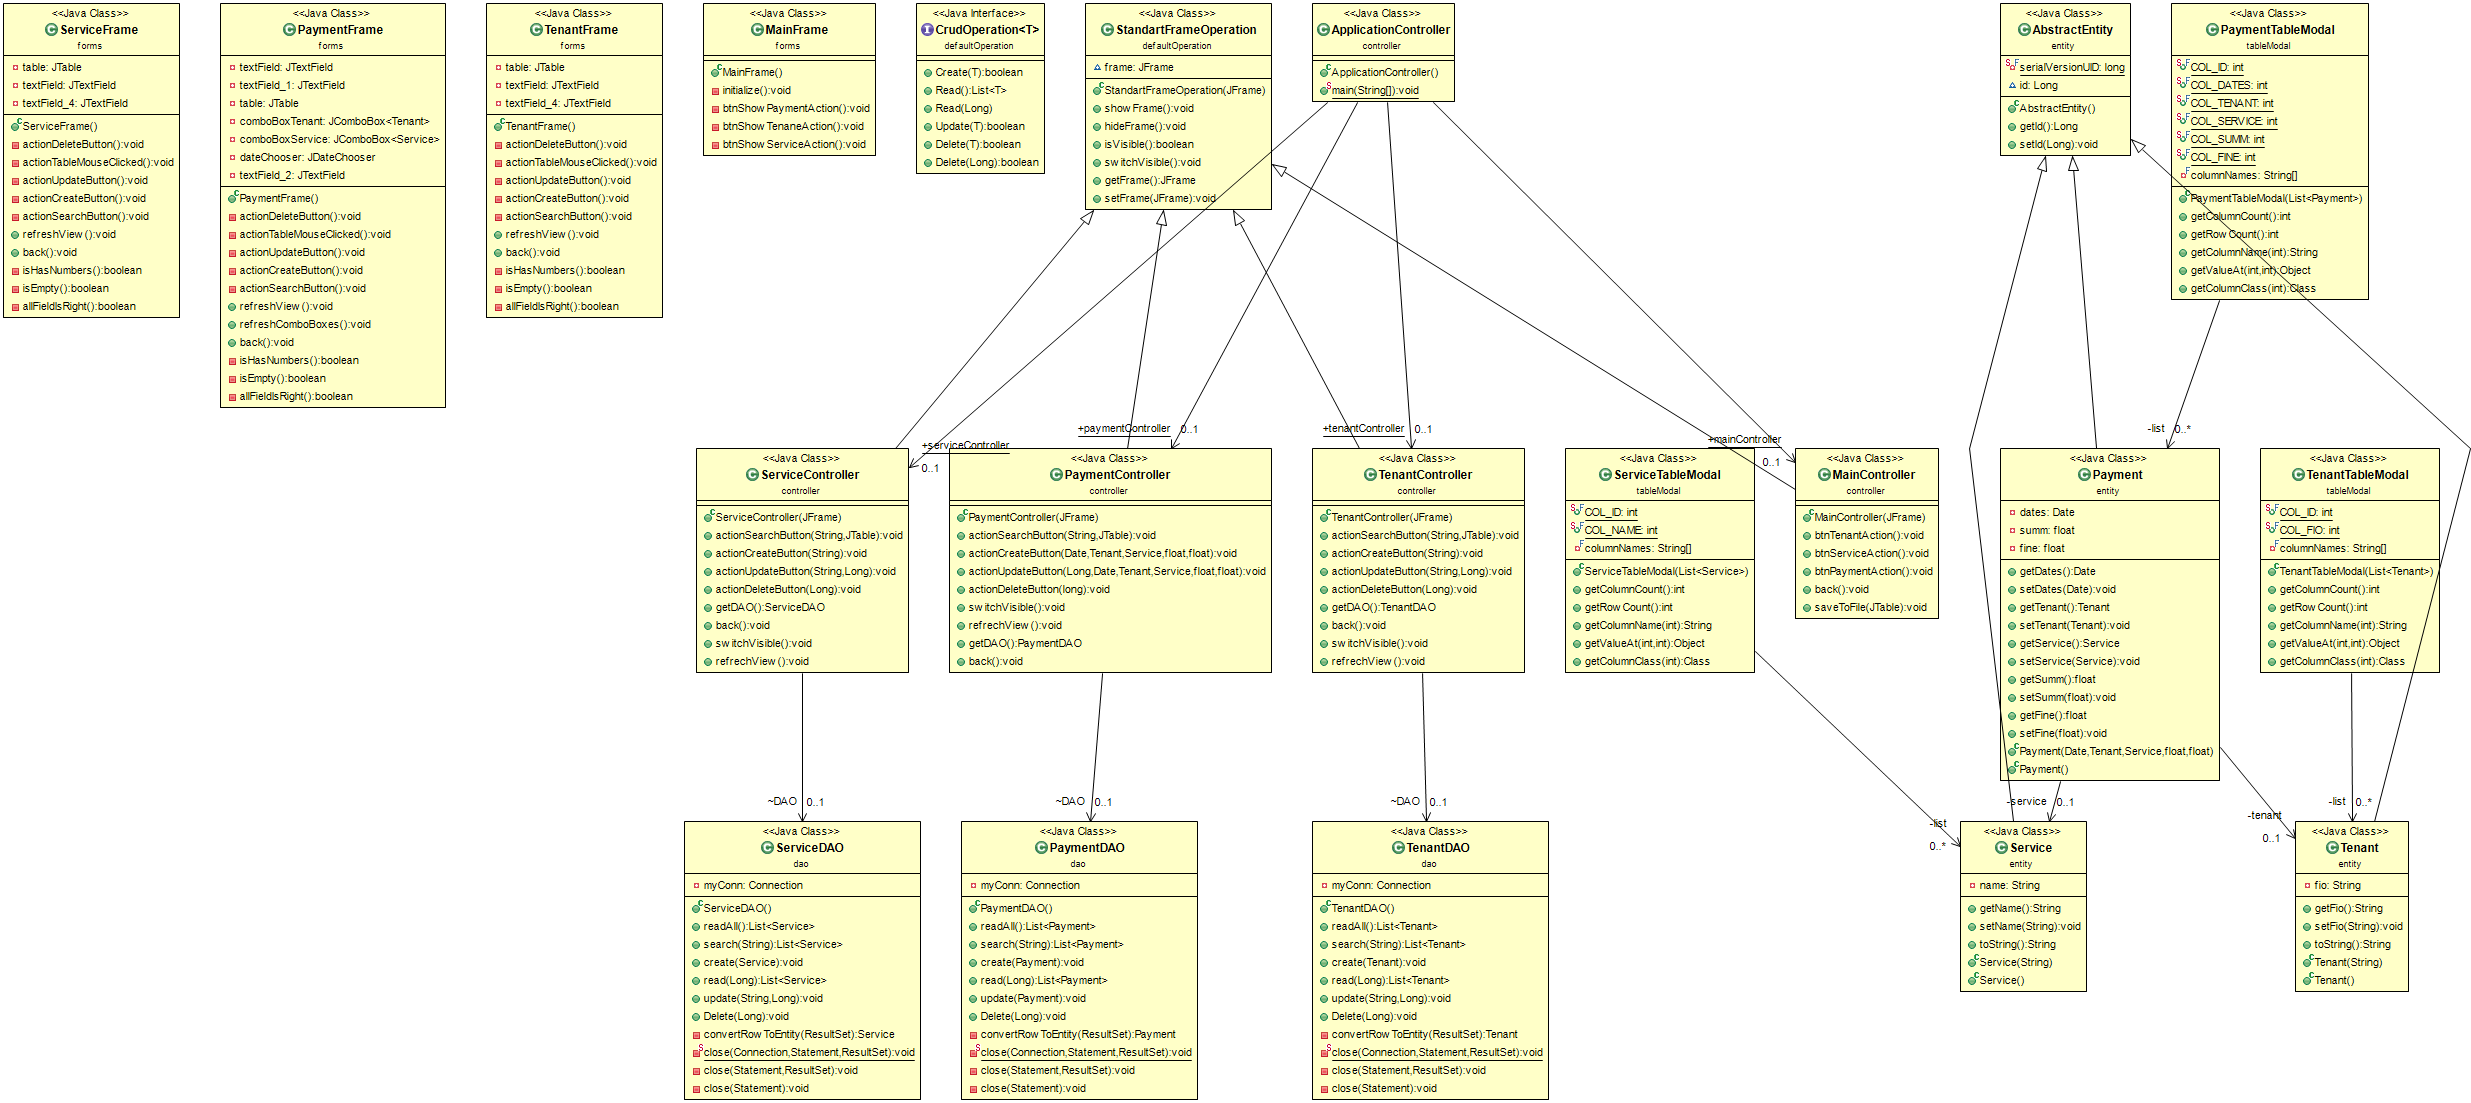 <<Java Class>>
ServiceFrame
forms
table: JTable
textField: JTextField
textField_4: JTextField
ServiceFrame()
actionDeleteButton():void
actionTableMouseClicked():void
actionUpdateButton():void
actionCreateButton():void
actionSearchButton():void
refreshView():void
back():void
isHasNumbers():boolean
isEmpty():boolean
allFieldIsRight():boolean
<<Java Class>>
PaymentFrame
forms
textField: JTextField
textField_1: JTextField
table: JTable
comboBoxTenant: JComboBox<Tenant>
comboBoxService: JComboBox<Service>
dateChooser: JDateChooser
textField_2: JTextField
PaymentFrame()
actionDeleteButton():void
actionTableMouseClicked():void
actionUpdateButton():void
actionCreateButton():void
actionSearchButton():void
refreshView():void
refreshComboBoxes():void
back():void
isHasNumbers():boolean
isEmpty():boolean
allFieldIsRight():boolean
<<Java Class>>
TenantFrame
forms
table: JTable
textField: JTextField
textField_4: JTextField
TenantFrame()
actionDeleteButton():void
actionTableMouseClicked():void
actionUpdateButton():void
actionCreateButton():void
actionSearchButton():void
refreshView():void
back():void
isHasNumbers():boolean
isEmpty():boolean
allFieldIsRight():boolean
<<Java Class>>
MainFrame
forms
MainFrame()
initialize():void
btnShowPaymentAction():void
btnShowTenaneAction():void
btnShowServiceAction():void
<<Java Interface>>
CrudOperation<T>
defaultOperation
Create(T):boolean
Read():List<T>
Read(Long)
Update(T):boolean
Delete(T):boolean
Delete(Long):boolean
<<Java Class>>
StandartFrameOperation
defaultOperation
frame: JFrame
StandartFrameOperation(JFrame)
showFrame():void
hideFrame():void
isVisible():boolean
switchVisible():void
getFrame():JFrame
setFrame(JFrame):void
<<Java Class>>
ApplicationController
controller
ApplicationController()
main(String[]):void
<<Java Class>>
AbstractEntity
entity
serialVersionUID: long
id: Long
AbstractEntity()
getId():Long
setId(Long):void
<<Java Class>>
PaymentTableModal
tableModal
COL_ID: int
COL_DATES: int
COL_TENANT: int
COL_SERVICE: int
COL_SUMM: int
COL_FINE: int
columnNames: String[]
PaymentTableModal(List<Payment>)
getColumnCount():int
getRowCount():int
getColumnName(int):String
getValueAt(int,int):Object
getColumnClass(int):Class
+serviceController
0..1
+paymentController
0..1
+tenantController
0..1
+mainController
0..1
-list
0..*
<<Java Class>>
ServiceController
controller
ServiceController(JFrame)
actionSearchButton(String,JTable):void
actionCreateButton(String):void
actionUpdateButton(String,Long):void
actionDeleteButton(Long):void
getDAO():ServiceDAO
back():void
switchVisible():void
refrechView():void
<<Java Class>>
PaymentController
controller
PaymentController(JFrame)
actionSearchButton(String,JTable):void
actionCreateButton(Date,Tenant,Service,float,float):void
actionUpdateButton(Long,Date,Tenant,Service,float,float):void
actionDeleteButton(long):void
switchVisible():void
refrechView():void
getDAO():PaymentDAO
back():void
<<Java Class>>
TenantController
controller
TenantController(JFrame)
actionSearchButton(String,JTable):void
actionCreateButton(String):void
actionUpdateButton(String,Long):void
actionDeleteButton(Long):void
getDAO():TenantDAO
back():void
switchVisible():void
refrechView():void
<<Java Class>>
ServiceTableModal
tableModal
COL_ID: int
COL_NAME: int
columnNames: String[]
ServiceTableModal(List<Service>)
getColumnCount():int
getRowCount():int
getColumnName(int):String
getValueAt(int,int):Object
getColumnClass(int):Class
<<Java Class>>
MainController
controller
MainController(JFrame)
btnTenantAction():void
btnServiceAction():void
btnPaymentAction():void
back():void
saveToFile(JTable):void
<<Java Class>>
Payment
entity
dates: Date
summ: float
fine: float
getDates():Date
setDates(Date):void
getTenant():Tenant
setTenant(Tenant):void
getService():Service
setService(Service):void
getSumm():float
setSumm(float):void
getFine():float
setFine(float):void
Payment(Date,Tenant,Service,float,float)
Payment()
<<Java Class>>
TenantTableModal
tableModal
COL_ID: int
COL_FIO: int
columnNames: String[]
TenantTableModal(List<Tenant>)
getColumnCount():int
getRowCount():int
getColumnName(int):String
getValueAt(int,int):Object
getColumnClass(int):Class
~DAO
0..1
~DAO
0..1
~DAO
0..1
-list
0..*
-service
0..1
-tenant
0..1
-list
0..*
<<Java Class>>
ServiceDAO
dao
myConn: Connection
ServiceDAO()
readAll():List<Service>
search(String):List<Service>
create(Service):void
read(Long):List<Service>
update(String,Long):void
Delete(Long):void
convertRowToEntity(ResultSet):Service
close(Connection,Statement,ResultSet):void
close(Statement,ResultSet):void
close(Statement):void
<<Java Class>>
PaymentDAO
dao
myConn: Connection
PaymentDAO()
readAll():List<Payment>
search(String):List<Payment>
create(Payment):void
read(Long):List<Payment>
update(Payment):void
Delete(Long):void
convertRowToEntity(ResultSet):Payment
close(Connection,Statement,ResultSet):void
close(Statement,ResultSet):void
close(Statement):void
<<Java Class>>
TenantDAO
dao
myConn: Connection
TenantDAO()
readAll():List<Tenant>
search(String):List<Tenant>
create(Tenant):void
read(Long):List<Tenant>
update(String,Long):void
Delete(Long):void
convertRowToEntity(ResultSet):Tenant
close(Connection,Statement,ResultSet):void
close(Statement,ResultSet):void
close(Statement):void
<<Java Class>>
Service
entity
name: String
getName():String
setName(String):void
toString():String
Service(String)
Service()
<<Java Class>>
Tenant
entity
fio: String
getFio():String
setFio(String):void
toString():String
Tenant(String)
Tenant()